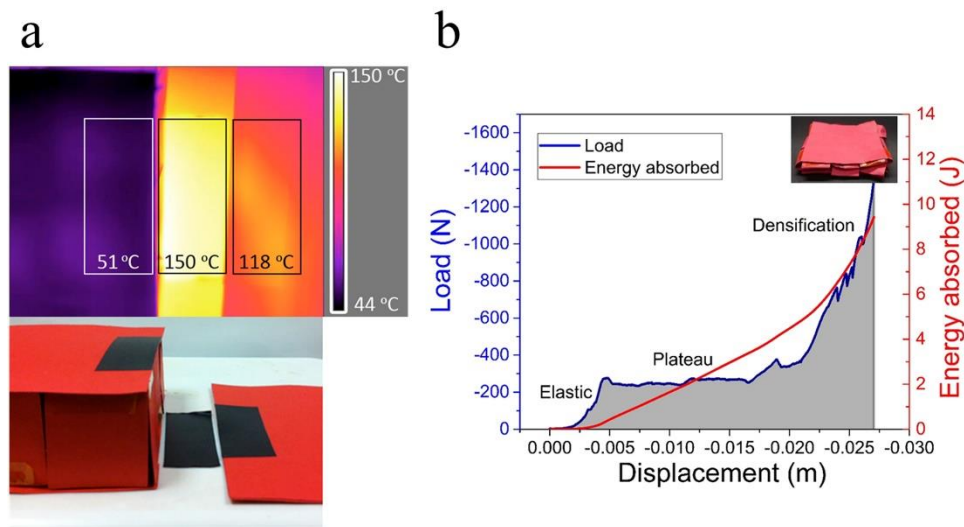 a
150 °C
51 °C
150 °C
118 °C
44 °C
b
Load (N)
-1600
-1400
-1200
-1000
-800
-600
-400
-200
0
Load
Energy absorbed
Elastic
Plateau
Densification
14
12
10
8
6
4
2
0
Energy absorbed (J)
0.000 -0.005 -0.010 -0.015 -0.020 -0.025 -0.030
Displacement (m)